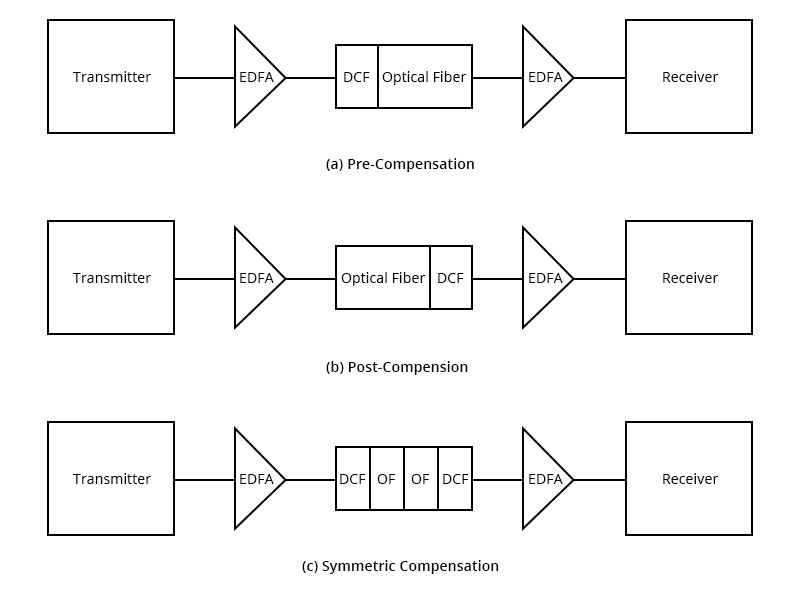 Transmitter EDFA DCF Optical Fiber EDFA Receiver
(a) Pre-Compensation
Transmitter EDFA Optical Fiber DCF EDFA Receiver
(b) Post-Compension
Transmitter EDFA DCF OF OF DCF EDFA Receiver
(c) Symmetric Compensation